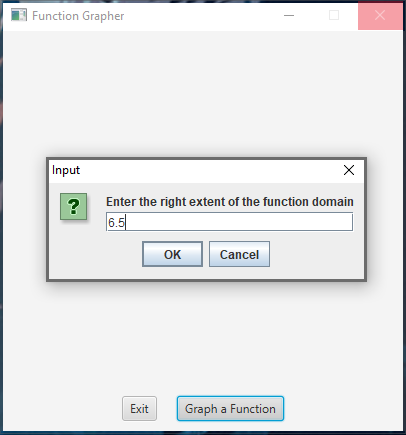 Function Grapher
Input
?
Enter the right extent of the function domain
6.5
OK Cancel
Exit Graph a Function